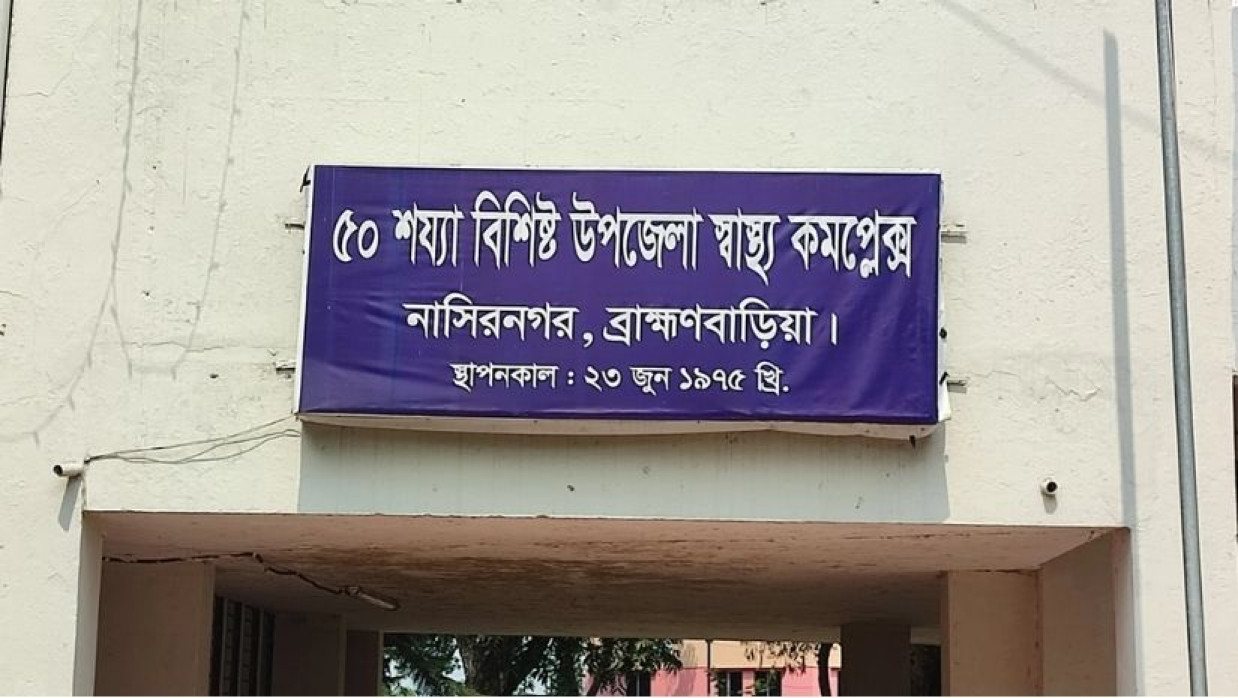 ৫০ শয্যা বিশিষ্ট উপজেলা স্বাস্থ্য কমপ্লেক্স
নাসিরনগর, ব্রাহ্মণবাড়িয়া।
স্থাপনকাল : ২৩ জুন ১৯৭৫ খ্রি.